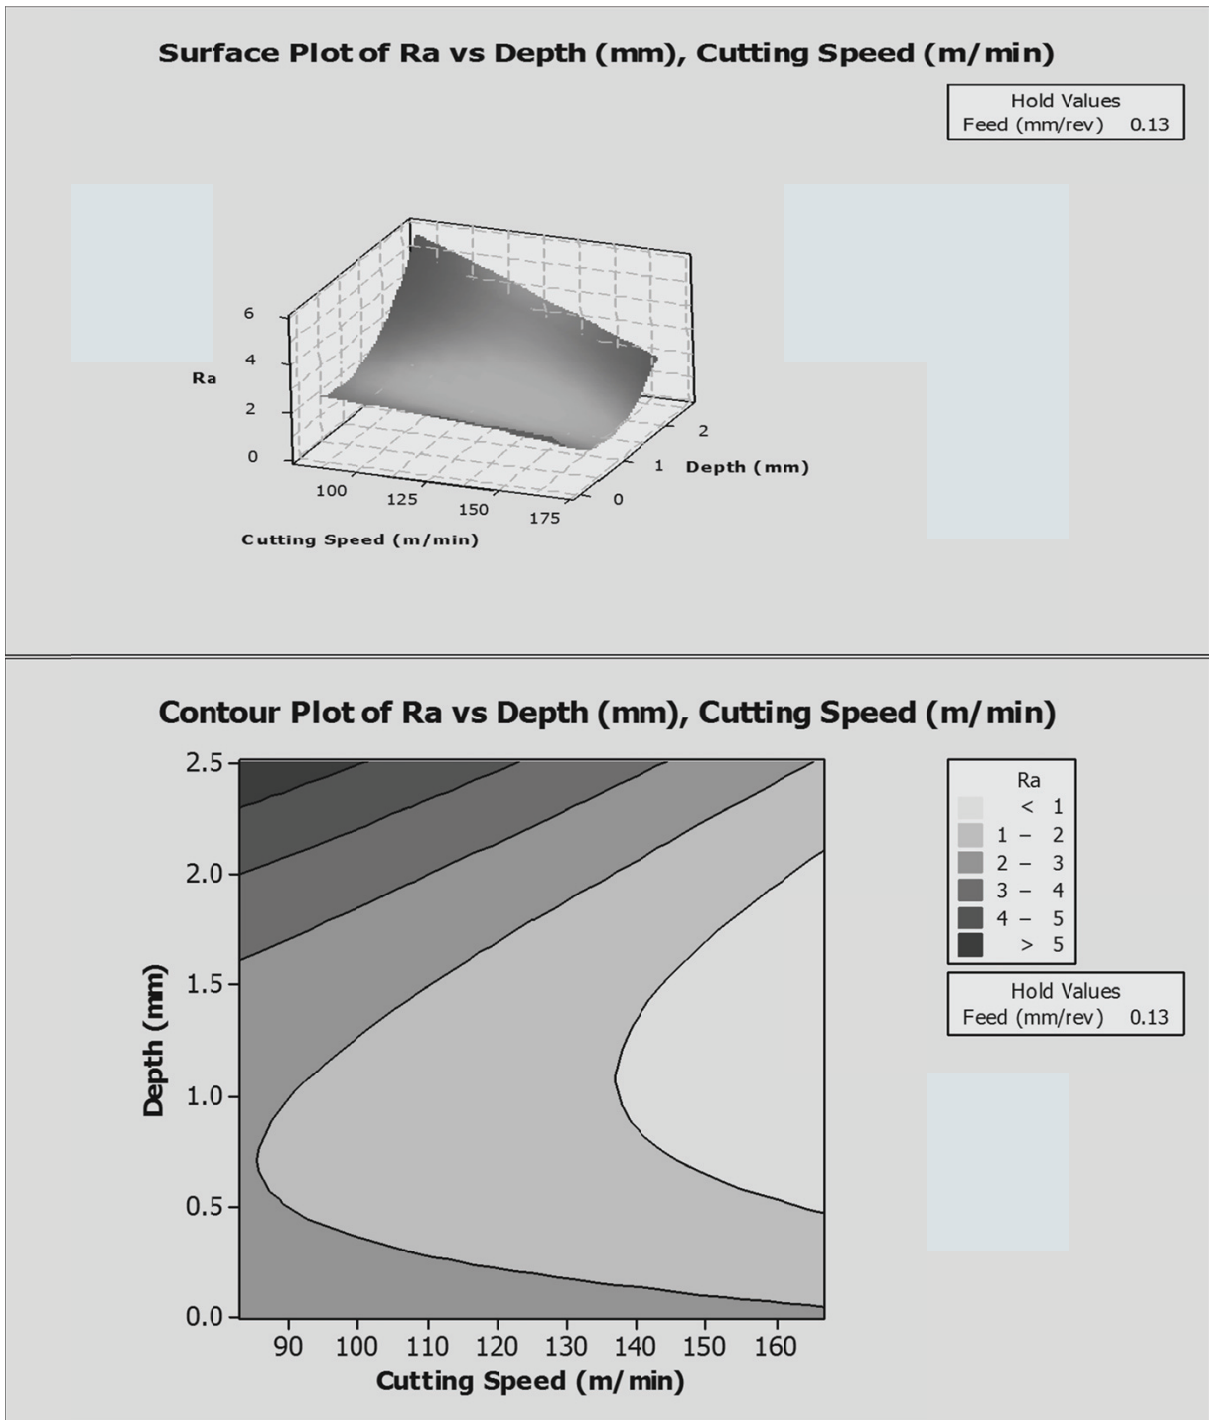 Surface Plot of Ra vs Depth (mm), Cutting Speed (m/min)
Hold Values
Feed (mm/rev) 0.13
6
4
Ra
2
0
2
1 Depth (mm)
0
100
125
150
175
Cutting Speed (m/min)
Contour Plot of Ra vs Depth (mm), Cutting Speed (m/min)
2.5
2.0
1.5
1.0
0.5
0.0
Depth (mm)
90 100 110 120 130 140 150 160
Cutting Speed (m/min)
Ra
< 1
1 – 2
2 – 3
3 – 4
4 – 5
> 5
Hold Values
Feed (mm/rev) 0.13